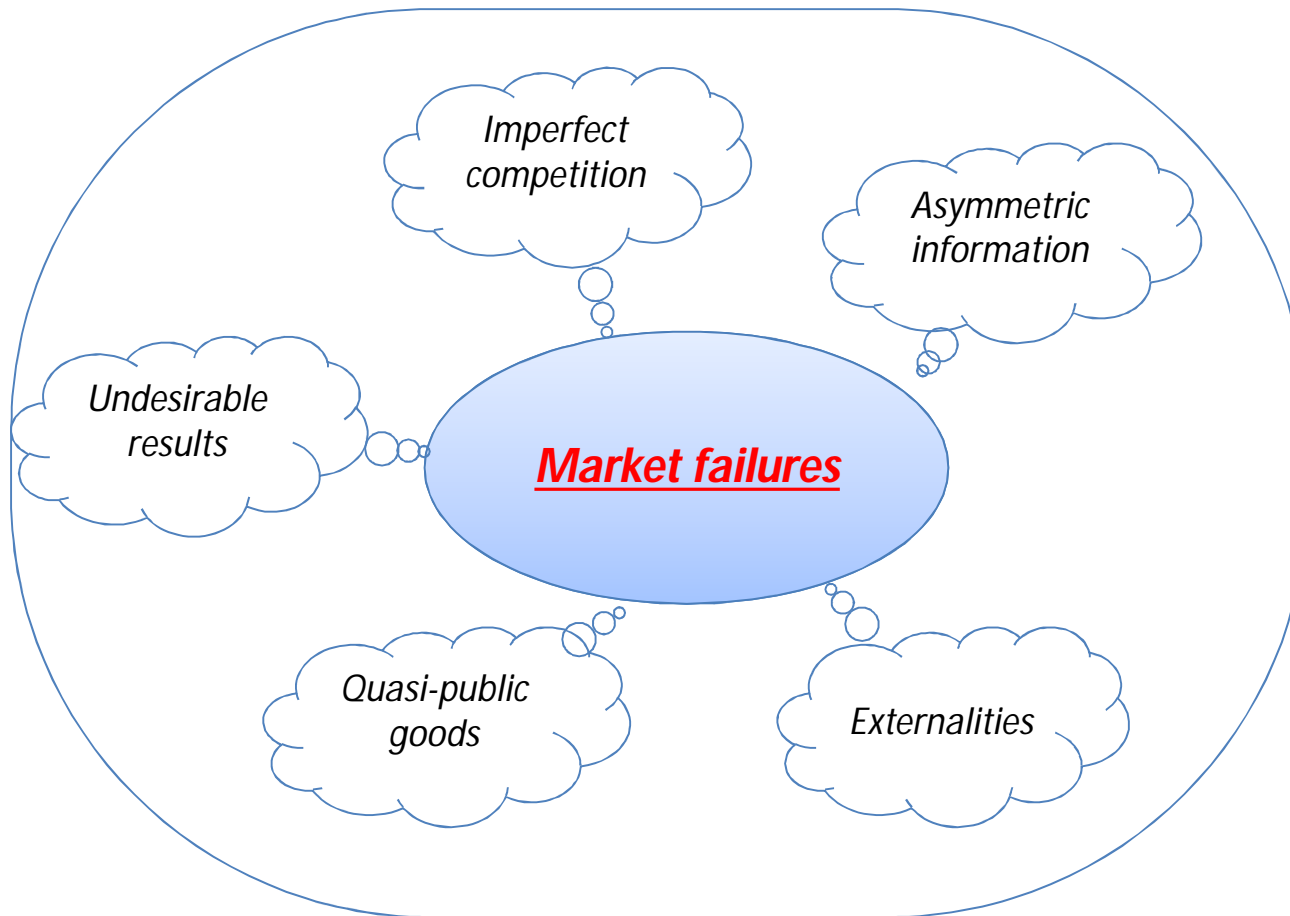 Imperfect
competition
Asymmetric
information
Undesirable
results
Market failures
Quasi-public
goods
Externalities